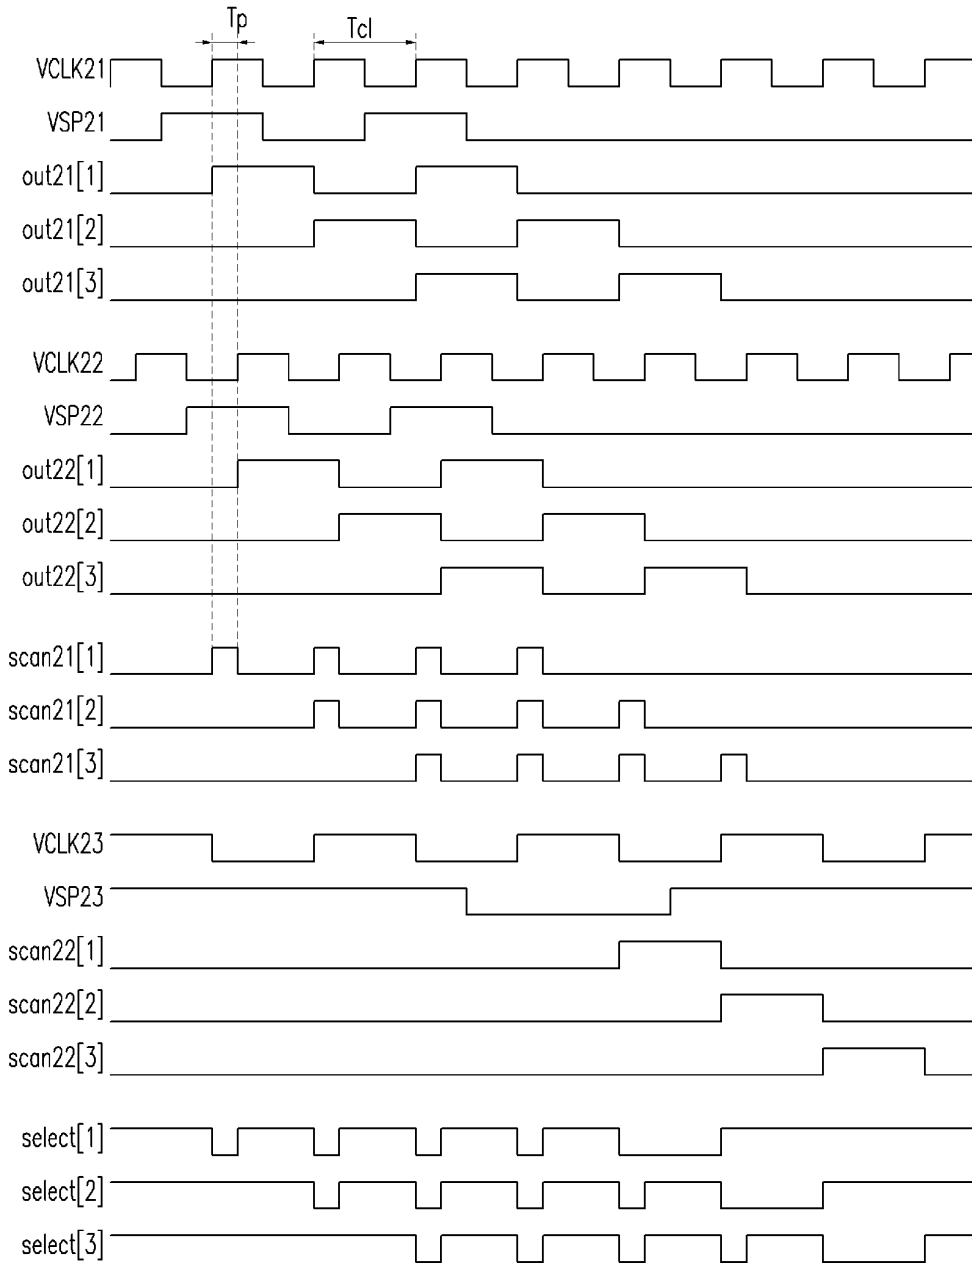 Tp
Tcl
VCLK21
VSP21
out21[1]
out21[2]
out21[3]
VCLK22
VSP22
out22[1]
out22[2]
out22[3]
scan21[1]
scan21[2]
scan21[3]
VCLK23
VSP23
scan22[1]
scan22[2]
scan22[3]
select[1]
select[2]
select[3]